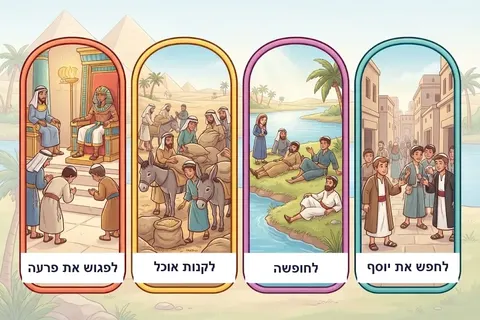 לחפש את יוסף
לחופשה
לקנות אוכל
לפגוש את פרעה